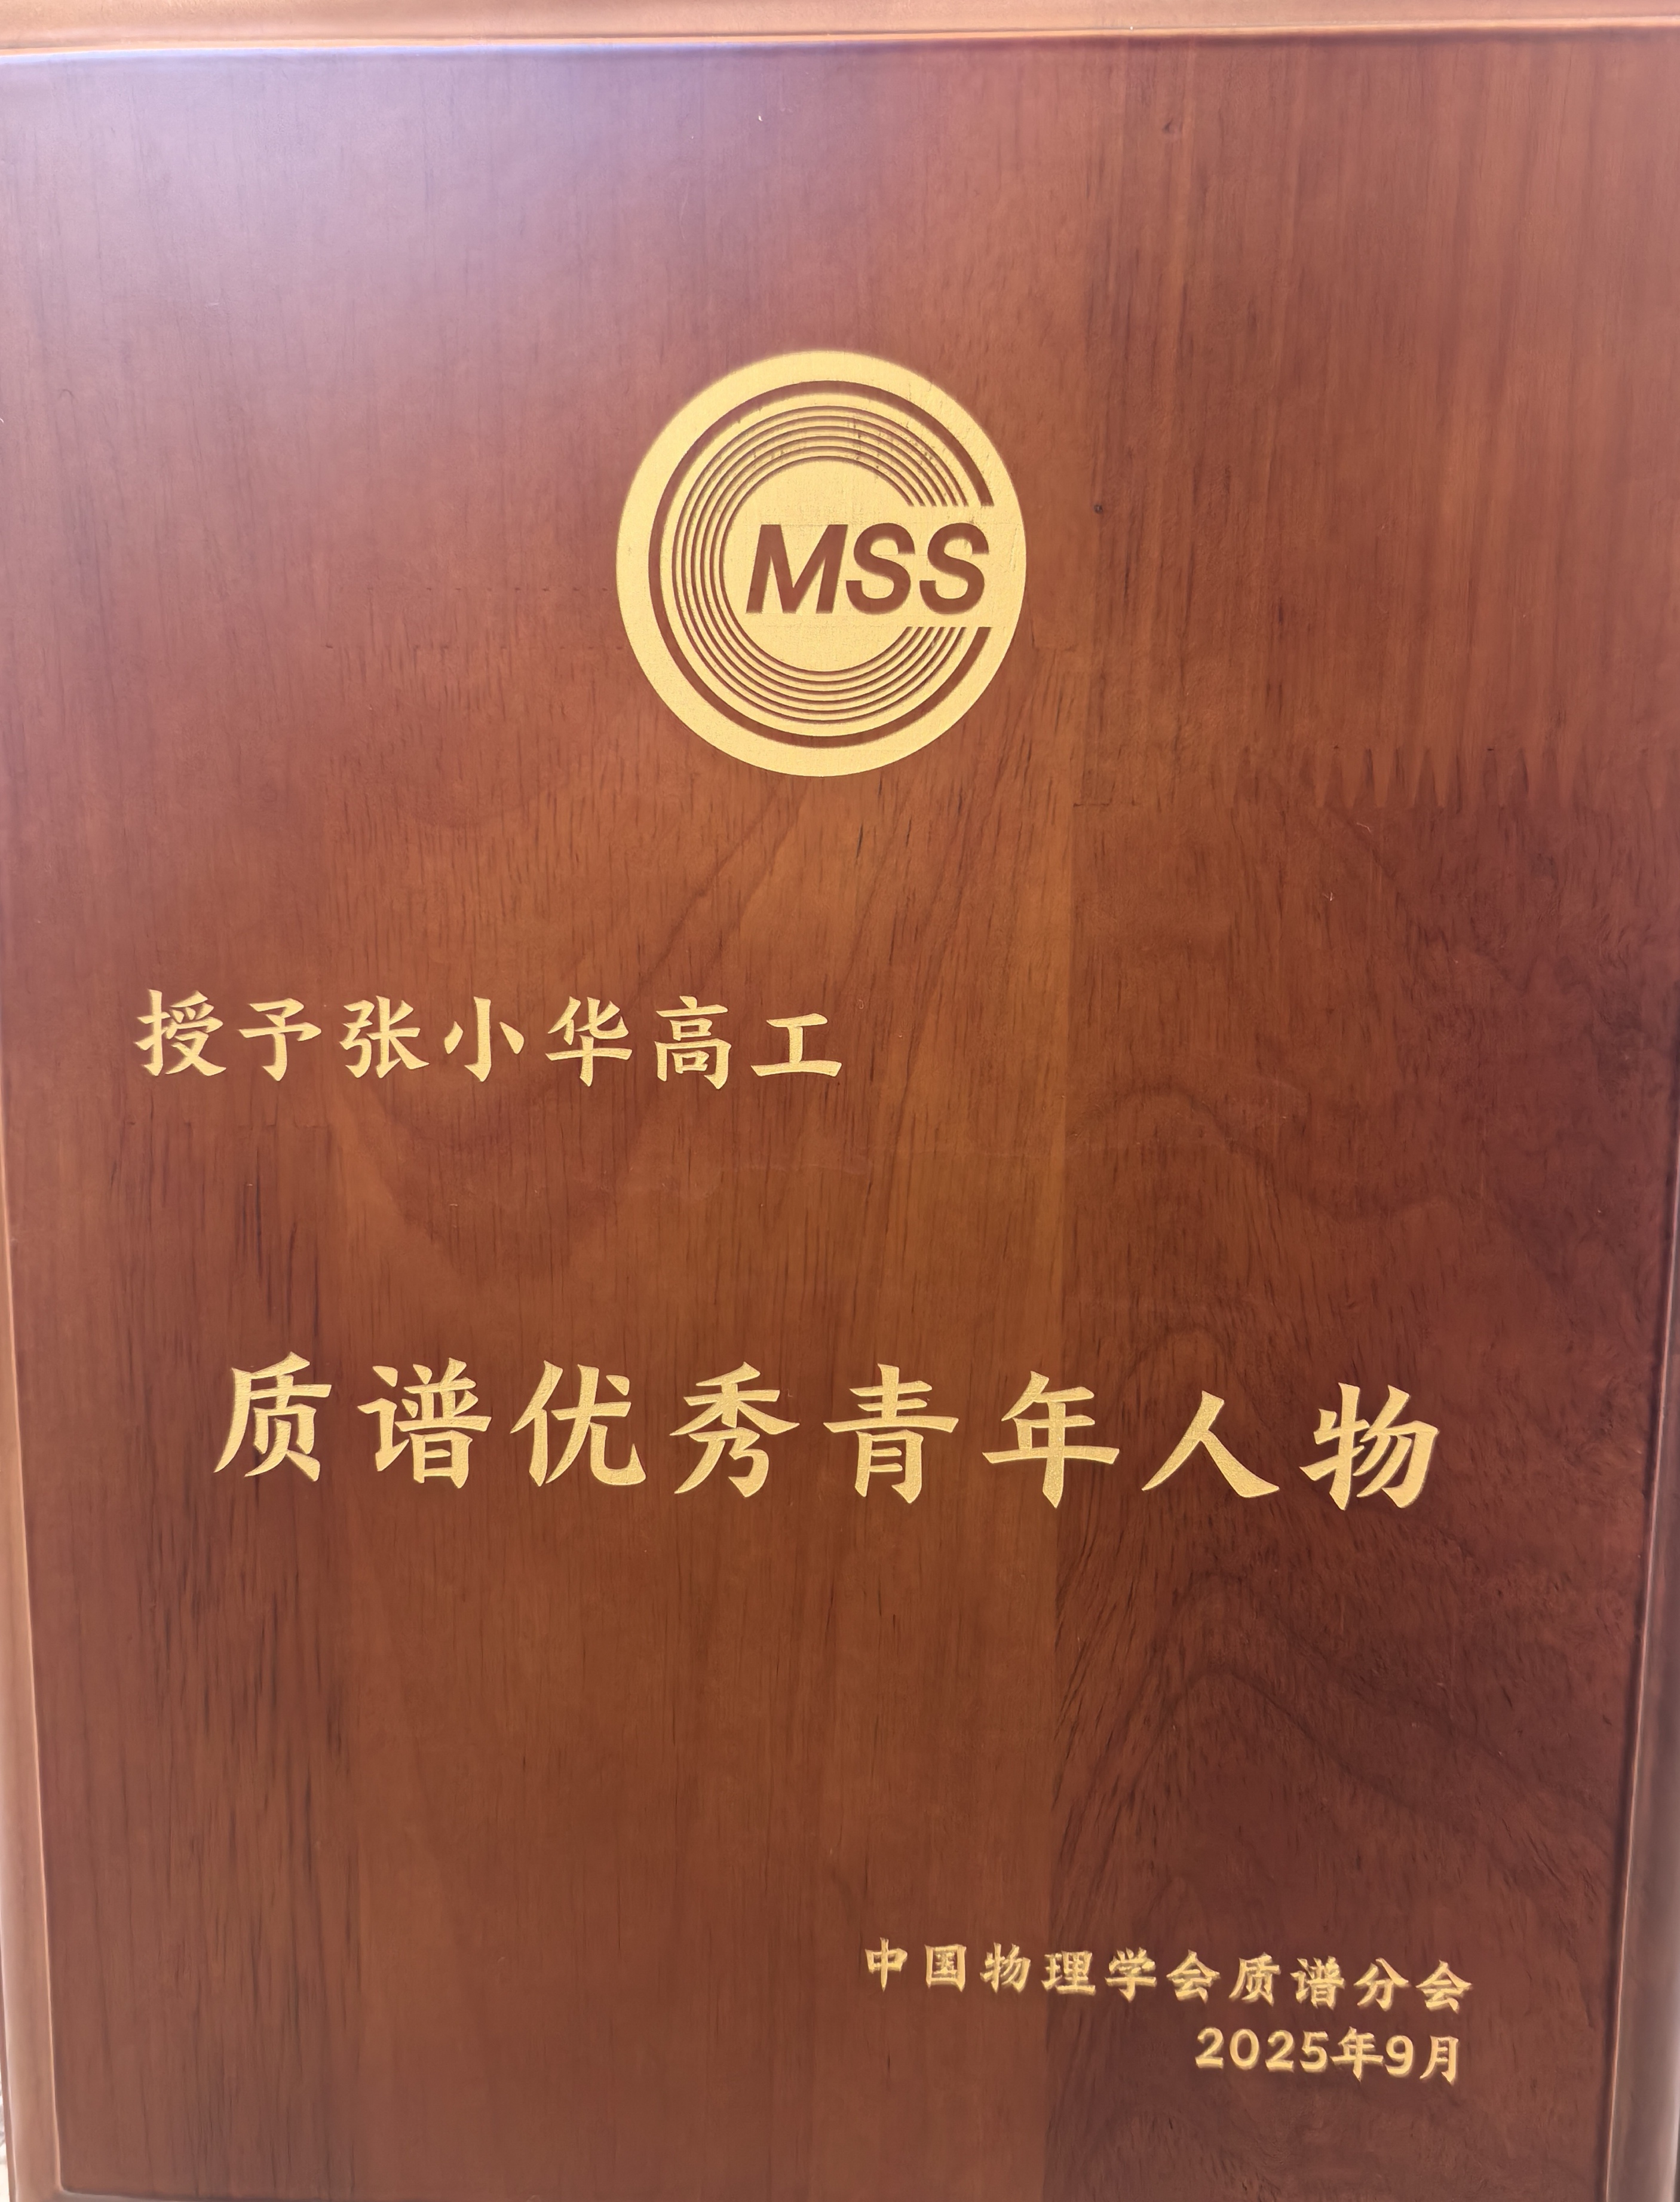 MSS
授予张小华高工
质谱优秀青年人物
中国物理学会质谱分会
2025年9月